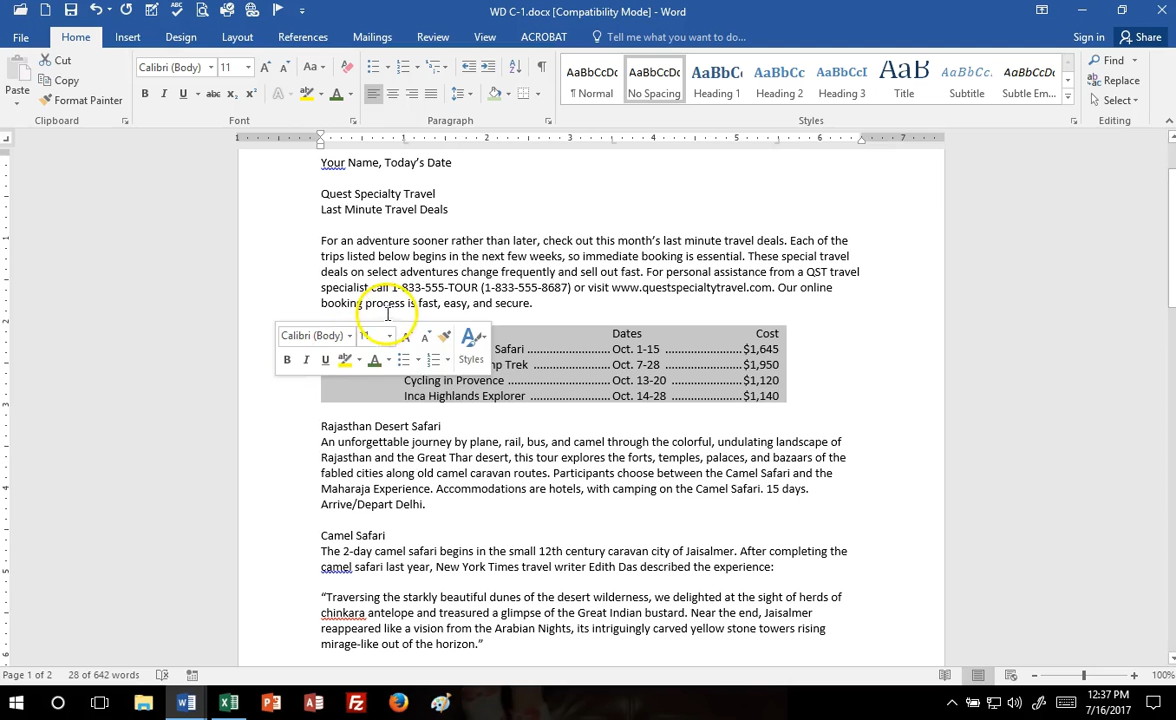 WD C-1.docx [Compatibility Mode] - Word
File Home Insert Design Layout References Mailings Review View ACROBAT Tell me what you want to do... Sign in Share
Paste
Cut
Copy
Format Painter
Clipboard
Calibri (Body) 11
Font
Paragraph
AaBbCcDc AaBbCcDc AaBbC AaBbCc AaBbCcI AaB AaBbCcD AaBbCcDc
¶ Normal No Spacing Heading 1 Heading 2 Heading 3 Title Subtitle Subtle Em...
Styles
Find
Replace
Select
Editing
1 1 2 3 4 5 6 7
Your Name, Today's Date
Quest Specialty Travel
Last Minute Travel Deals
For an adventure sooner rather than later, check out this month's last minute travel deals. Each of the
trips listed below begins in the next few weeks, so immediate booking is essential. These special travel
deals on select adventures change frequently and sell out fast. For personal assistance from a QST travel
specialist call 1-833-555-TOUR (1-833-555-8687) or visit www.questspecialtytravel.com. Our online
booking process is fast, easy, and secure.
Calibri (Body) 11
Styles
Dates Cost
Safari ........................ Oct. 1-15 ......................$1,645
Trek ...................... Oct. 7-28 ....................$1,950
Cycling in Provence ............................. Oct. 13-20 ....................$1,120
Inca Highlands Explorer ....................... Oct. 14-28 ....................$1,140
Rajasthan Desert Safari
An unforgettable journey by plane, rail, bus, and camel through the colorful, undulating landscape of
Rajasthan and the Great Thar desert, this tour explores the forts, temples, palaces, and bazaars of the
fabled cities along old camel caravan routes. Participants choose between the Camel Safari and the
Maharaja Experience. Accommodations are hotels, with camping on the Camel Safari. 15 days.
Arrive/Depart Delhi.
Camel Safari
The 2-day camel safari begins in the small 12th century caravan city of Jaisalmer. After completing the
camel safari last year, New York Times travel writer Edith Das described the experience:
“Traversing the starkly beautiful dunes of the desert wilderness, we delighted at the sight of herds of
chinkara antelope and treasured a glimpse of the Great Indian bustard. Near the end, Jaisalmer
reappeared like a vision from the Arabian Nights, its intriguingly carved yellow stone towers rising
mirage-like out of the horizon.”
Page 1 of 2 28 of 642 words 100%
12:37 PM
7/16/2017